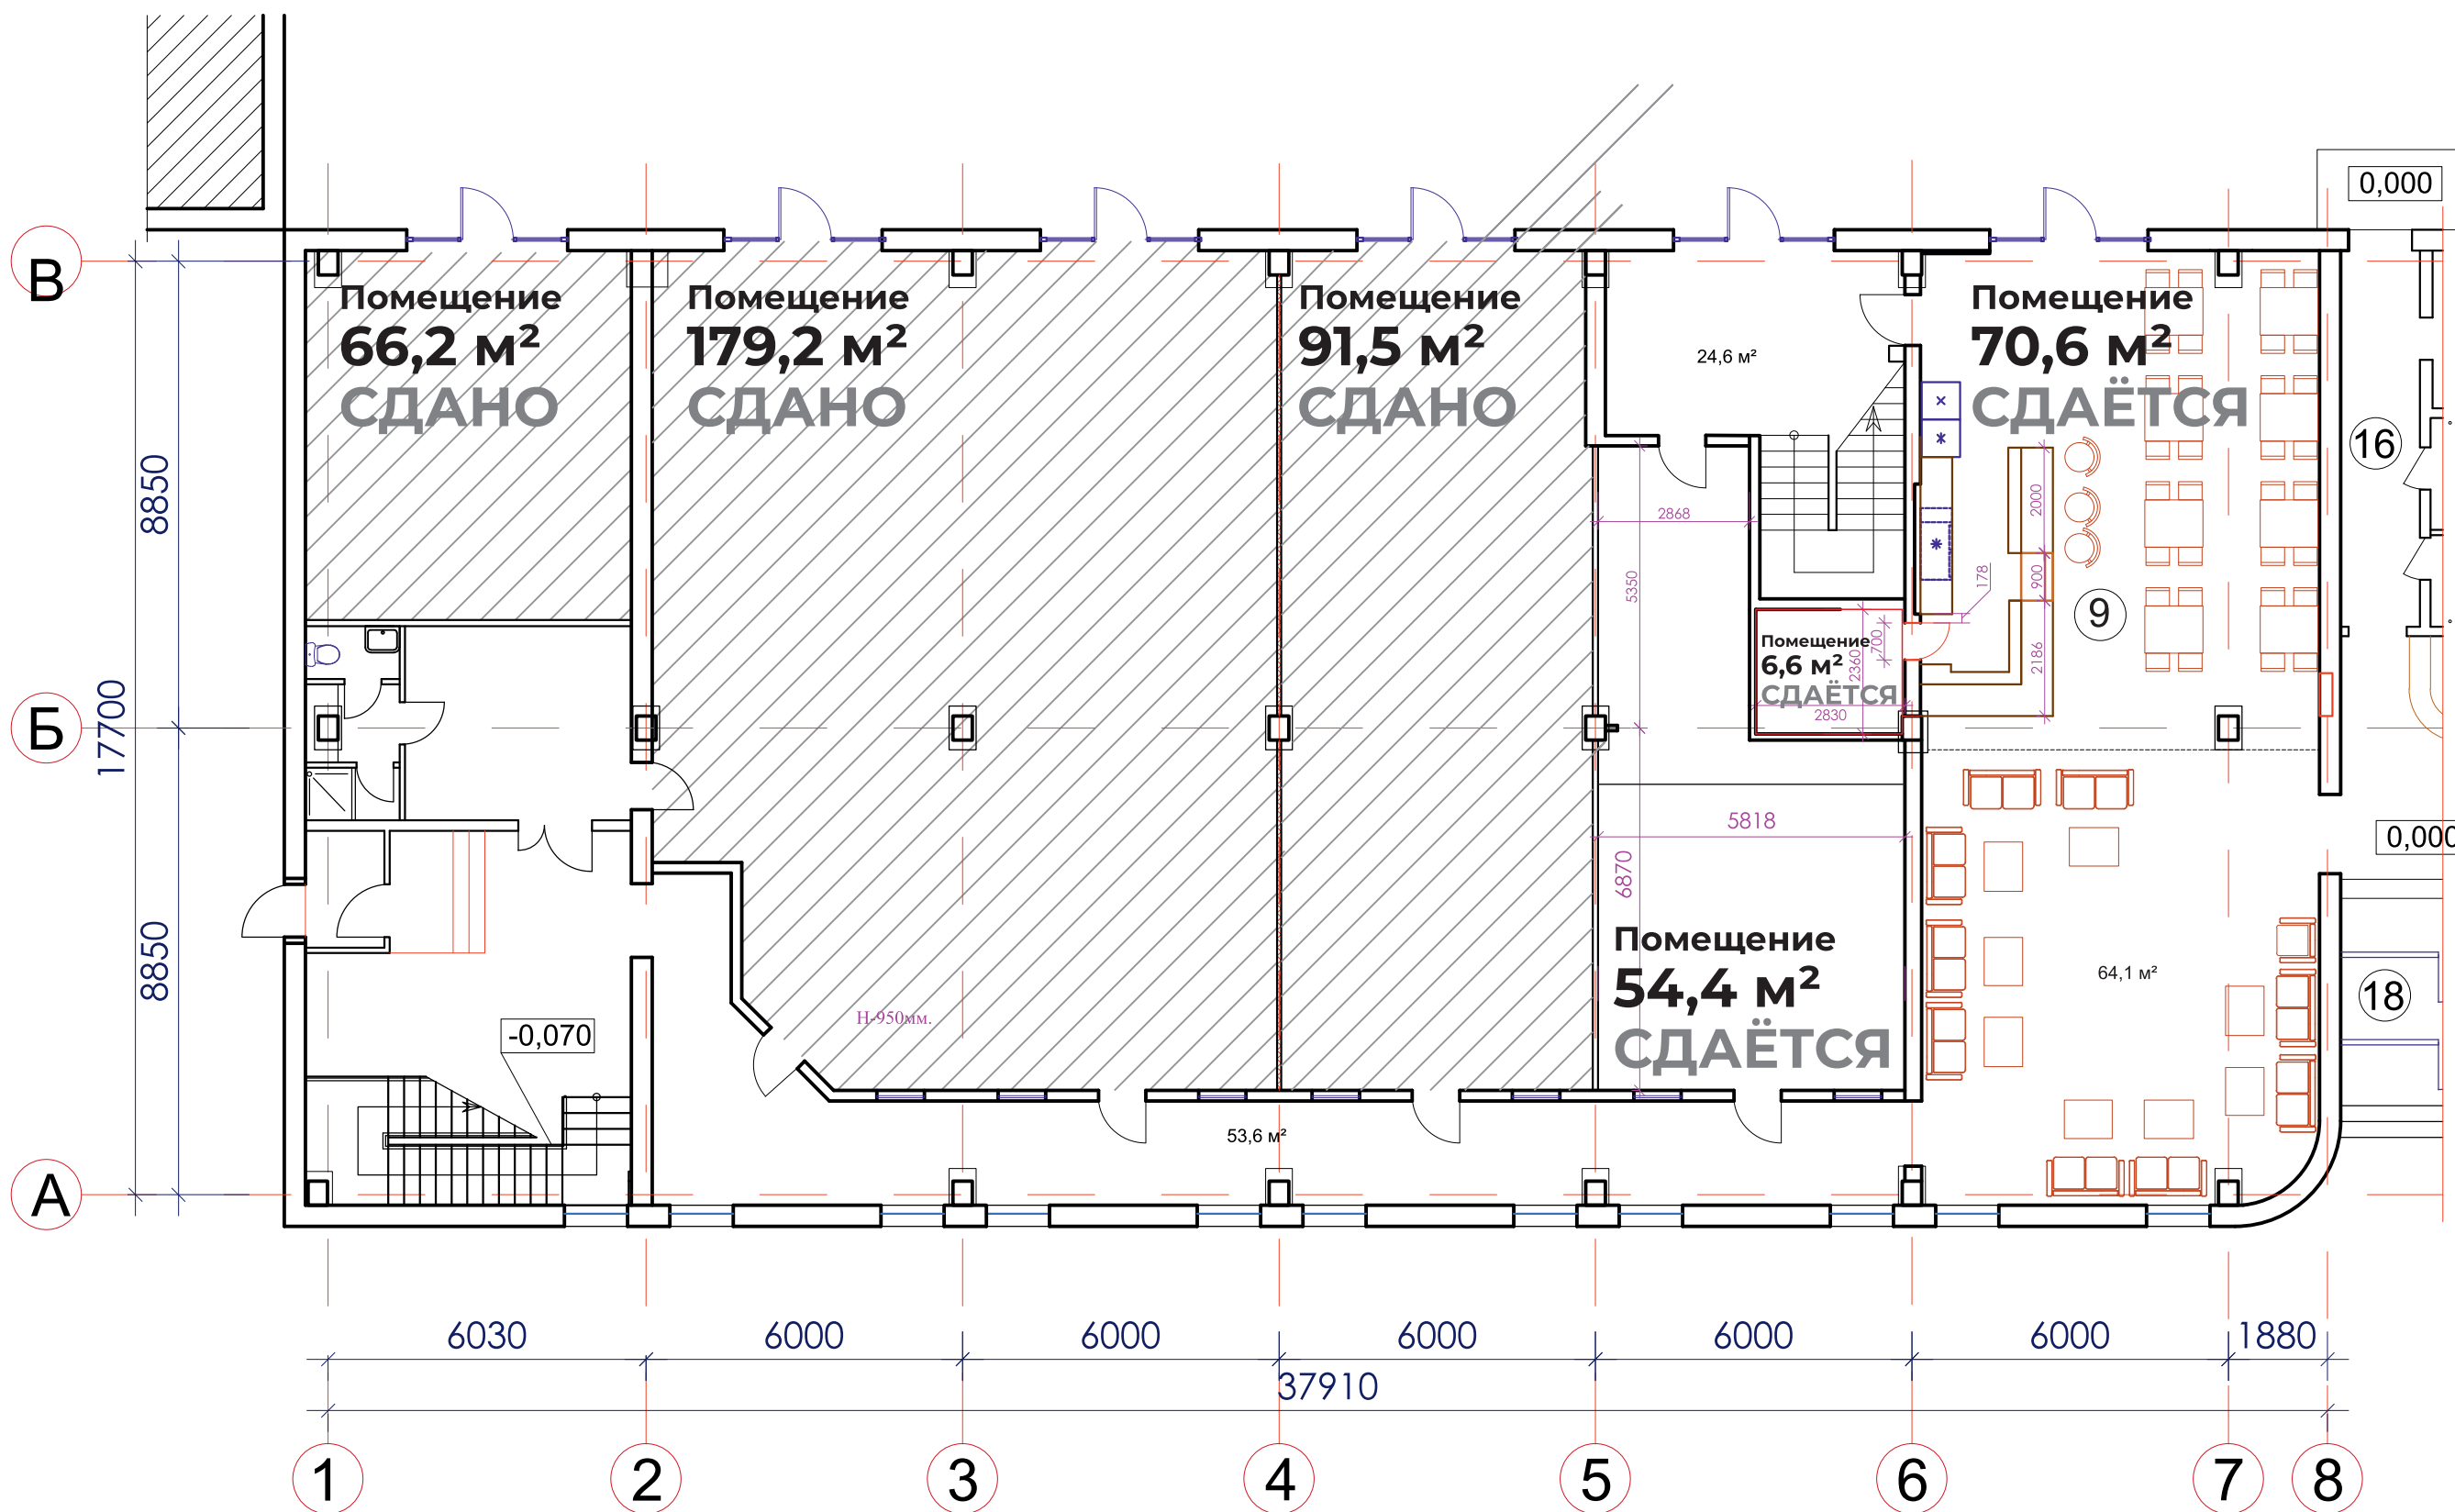 0,000
В
Помещение
66,2 м²
СДАНО
Помещение
179,2 м²
СДАНО
Помещение
91,5 м²
СДАНО
24,6 м²
Помещение
70,6 м²
СДАЁТСЯ
16
8850
2868
2000
5350
178
900
9
Помещение
6,6 м²
СДАЁТСЯ
700
2360
2830
2186
Б
17700
5818
0,000
6870
8850
Помещение
54,4 м²
СДАЁТСЯ
64,1 м²
18
Н-950мм.
-0,070
53,6 м²
А
6030
6000
6000
6000
6000
6000
1880
37910
1
2
3
4
5
6
7
8